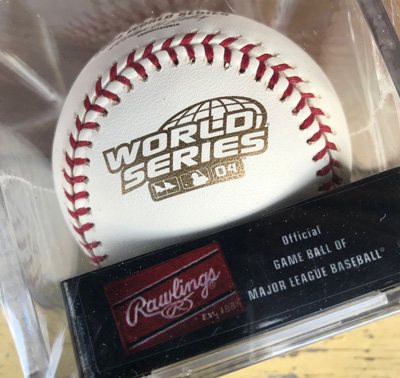 WORLD
SERIES
04
Official
GAME BALL OF
MAJOR LEAGUE BASEBALL®
Rawlings
R